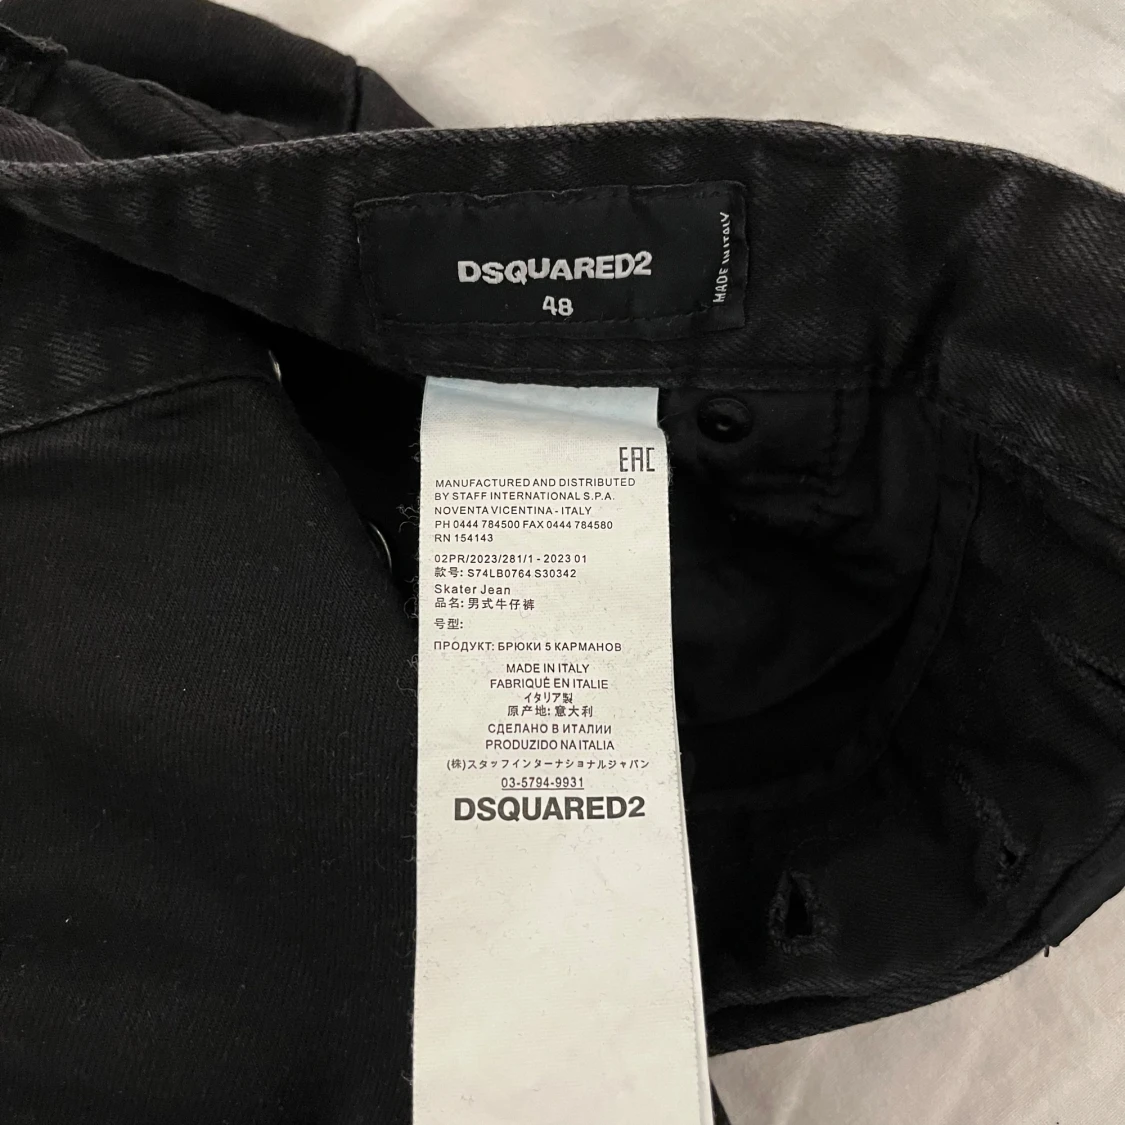 DSQUARED2
48
MADE IN ITALY
EAC
MANUFACTURED AND DISTRIBUTED
BY STAFF INTERNATIONAL S.P.A.
NOVENTA VICENTINA - ITALY
PH 0444 784500 FAX 0444 784580
RN 154143
02PR/2023/281/1 - 2023 01
款号: S74LB0764 S30342
Skater Jean
品名: 男式牛仔裤
号型:
ПРОДУКТ: БРЮКИ 5 КАРМАНОВ
MADE IN ITALY
FABRIQUÉ EN ITALIE
イタリア製
原产地: 意大利
СДЕЛАНО В ИТАЛИИ
PRODUZIDO NA ITALIA
(株)スタッフインターナショナルジャパン
03-5794-9931
DSQUARED2